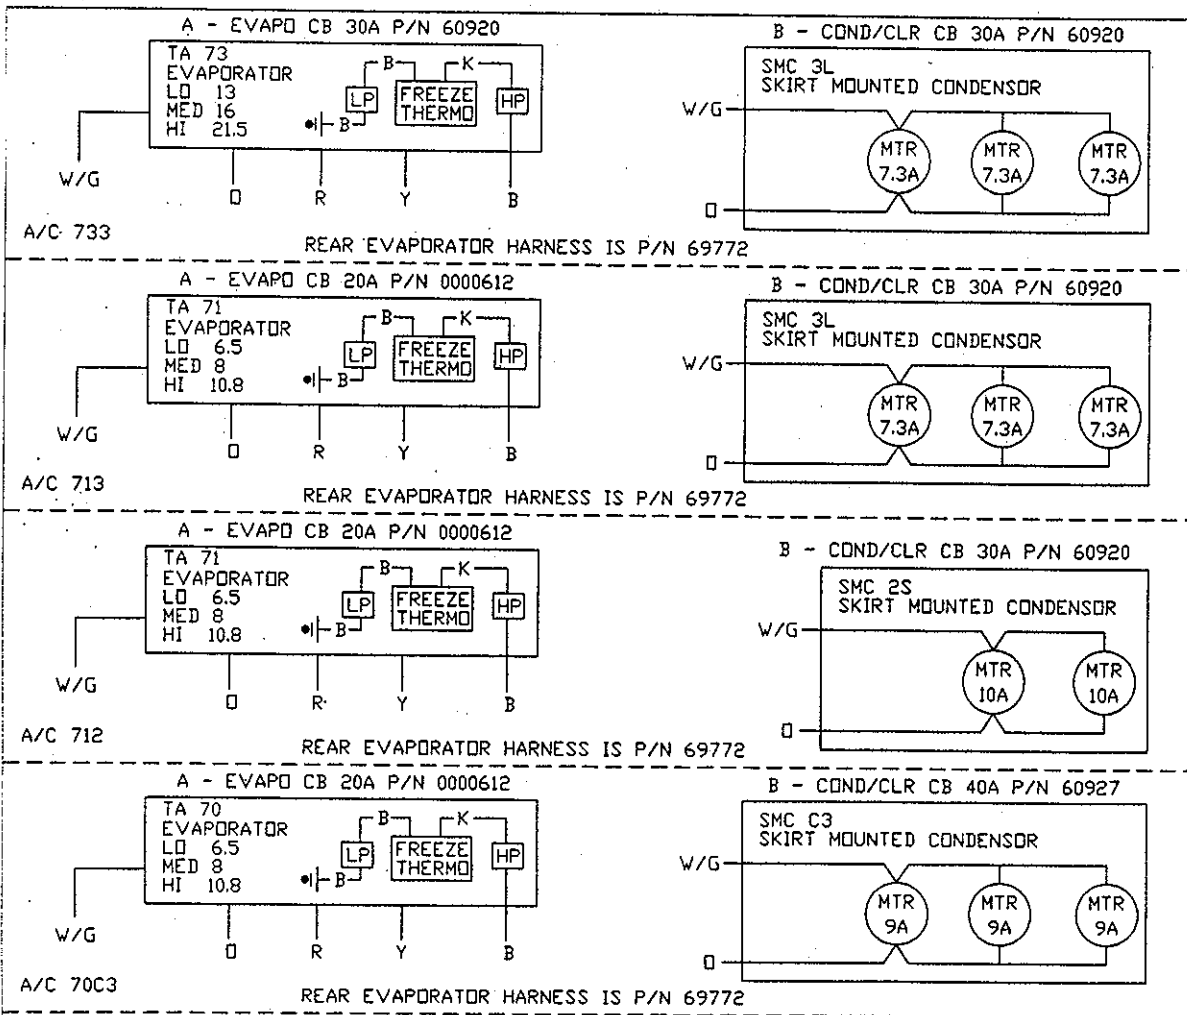 A - EVAPO CB 30A P/N 60920
TA 73
EVAPORATOR
LO 13
MED 16
HI 21.5
B
K
LP
FREEZE
THERMO
HP
B
W/G
O
R
Y
B
A/C 733
REAR EVAPORATOR HARNESS IS P/N 69772
B - COND/CLR CB 30A P/N 60920
SMC 3L
SKIRT MOUNTED CONDENSOR
W/G
MTR
7.3A
MTR
7.3A
MTR
7.3A
O
A - EVAPO CB 20A P/N 0000612
TA 71
EVAPORATOR
LO 6.5
MED 8
HI 10.8
B
K
LP
FREEZE
THERMO
HP
B
W/G
O
R
Y
B
A/C 713
REAR EVAPORATOR HARNESS IS P/N 69772
B - COND/CLR CB 30A P/N 60920
SMC 3L
SKIRT MOUNTED CONDENSOR
W/G
MTR
7.3A
MTR
7.3A
MTR
7.3A
O
A - EVAPO CB 20A P/N 0000612
TA 71
EVAPORATOR
LO 6.5
MED 8
HI 10.8
B
K
LP
FREEZE
THERMO
HP
B
W/G
O
R
Y
B
A/C 712
REAR EVAPORATOR HARNESS IS P/N 69772
B - COND/CLR CB 30A P/N 60920
SMC 2S
SKIRT MOUNTED CONDENSOR
W/G
MTR
10A
MTR
10A
O
A - EVAPO CB 20A P/N 0000612
TA 70
EVAPORATOR
LO 6.5
MED 8
HI 10.8
B
K
LP
FREEZE
THERMO
HP
B
W/G
O
R
Y
B
A/C 70C3
REAR EVAPORATOR HARNESS IS P/N 69772
B - COND/CLR CB 40A P/N 60927
SMC C3
SKIRT MOUNTED CONDENSOR
W/G
MTR
9A
MTR
9A
MTR
9A
O